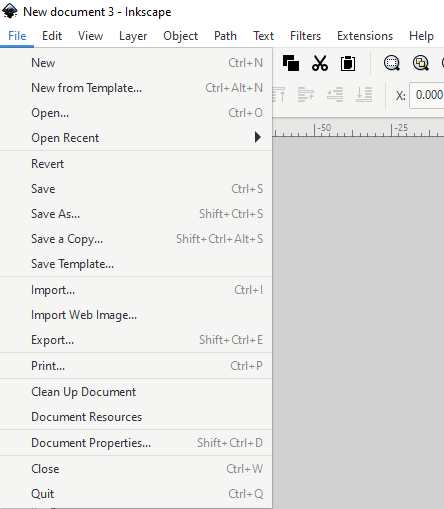 New document 3 - Inkscape
File Edit View Layer Object Path Text Filters Extensions Help
New Ctrl+N
New from Template... Ctrl+Alt+N
Open... Ctrl+O
X: 0.000
Open Recent
-50 -25
Revert
Save Ctrl+S
Save As... Shift+Ctrl+S
Save a Copy... Shift+Ctrl+Alt+S
Save Template...
Import... Ctrl+I
Import Web Image...
Export... Shift+Ctrl+E
Print... Ctrl+P
Clean Up Document
Document Resources
Document Properties... Shift+Ctrl+D
Close Ctrl+W
Quit Ctrl+Q